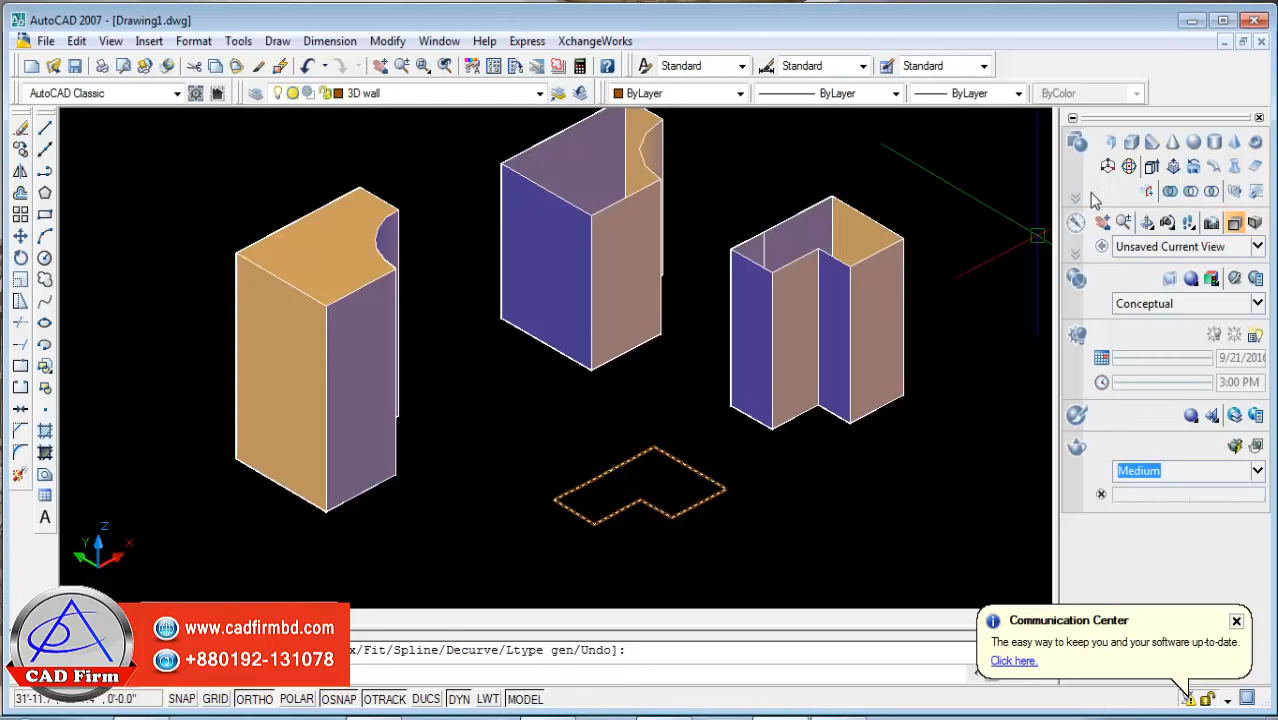 AutoCAD 2007 - [Drawing1.dwg]
File Edit View Insert Format Tools Draw Dimension Modify Window Help Express XchangeWorks
Standard Standard Standard
AutoCAD Classic 3D wall ByLayer ByLayer ByLayer ByColor
Unsaved Current View
Conceptual
9/21/201
3:00 PM
Medium
Z
Y X
www.cadfirmbd.com
+880192-131078
CAD Firm
x/Fit/Spline/Decurve/Ltype gen/Undo]:
Communication Center
The easy way to keep you and your software up-to-date.
Click here.
SNAP GRID ORTHO POLAR OSNAP OTRACK DUCS DYN LWT MODEL